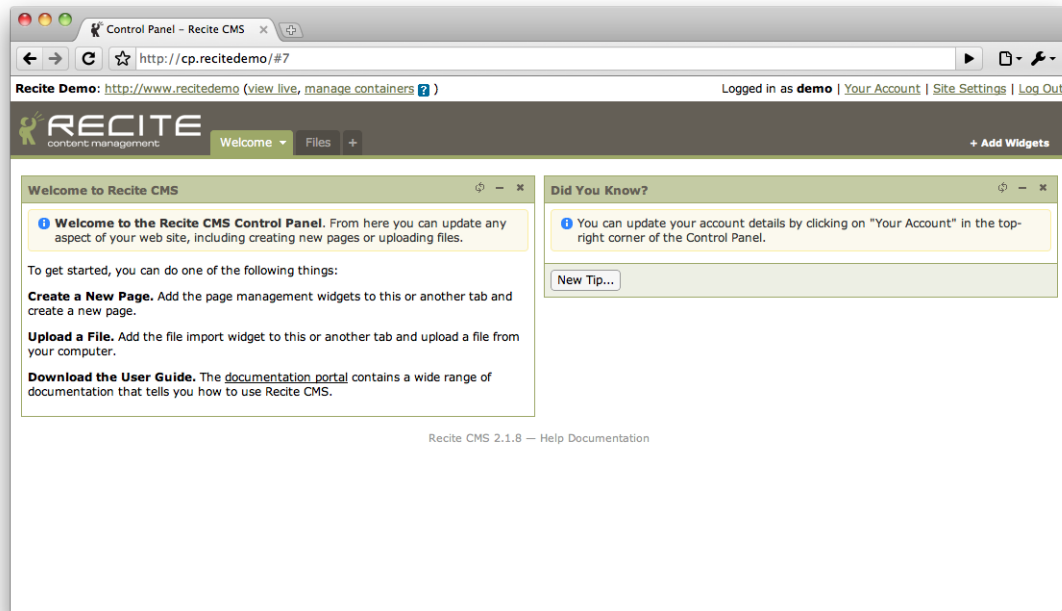 Control Panel – Recite CMS
http://cp.recitedemo/#7
Recite Demo: http://www.recitedemo (view live, manage containers ? )
Logged in as demo | Your Account | Site Settings | Log Out
RECITE
content management
Welcome
Files
+
+ Add Widgets
Welcome to Recite CMS
Welcome to the Recite CMS Control Panel. From here you can update any
aspect of your web site, including creating new pages or uploading files.
To get started, you can do one of the following things:
Create a New Page. Add the page management widgets to this or another tab and
create a new page.
Upload a File. Add the file import widget to this or another tab and upload a file from
your computer.
Download the User Guide. The documentation portal contains a wide range of
documentation that tells you how to use Recite CMS.
Did You Know?
You can update your account details by clicking on "Your Account" in the top-
right corner of the Control Panel.
New Tip...
Recite CMS 2.1.8 — Help Documentation